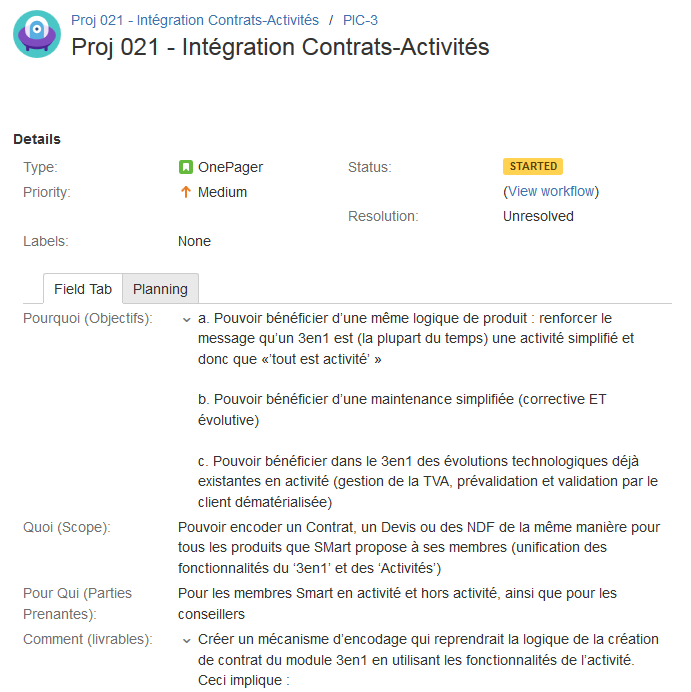 Proj 021 - Intégration Contrats-Activités / PIC-3
Proj 021 - Intégration Contrats-Activités
Details
Type: OnePager Status: STARTED
Priority: Medium (View workflow)
Resolution: Unresolved
Labels: None
Field Tab Planning
Pourquoi (Objectifs): a. Pouvoir bénéficier d'une même logique de produit : renforcer le
message qu'un 3en1 est (la plupart du temps) une activité simplifié et
donc que «'tout est activité' »
b. Pouvoir bénéficier d'une maintenance simplifiée (corrective ET
évolutive)
c. Pouvoir bénéficier dans le 3en1 des évolutions technologiques déjà
existantes en activité (gestion de la TVA, prévalidation et validation par le
client dématérialisée)
Quoi (Scope): Pouvoir encoder un Contrat, un Devis ou des NDF de la même manière pour
tous les produits que SMart propose à ses membres (unification des
fonctionnalités du '3en1' et des 'Activités')
Pour Qui (Parties Pour les membres Smart en activité et hors activité, ainsi que pour les
Prenantes): conseillers
Comment (livrables): Créer un mécanisme d'encodage qui reprendrait la logique de la création
de contrat du module 3en1 en utilisant les fonctionnalités de l'activité.
Ceci implique :